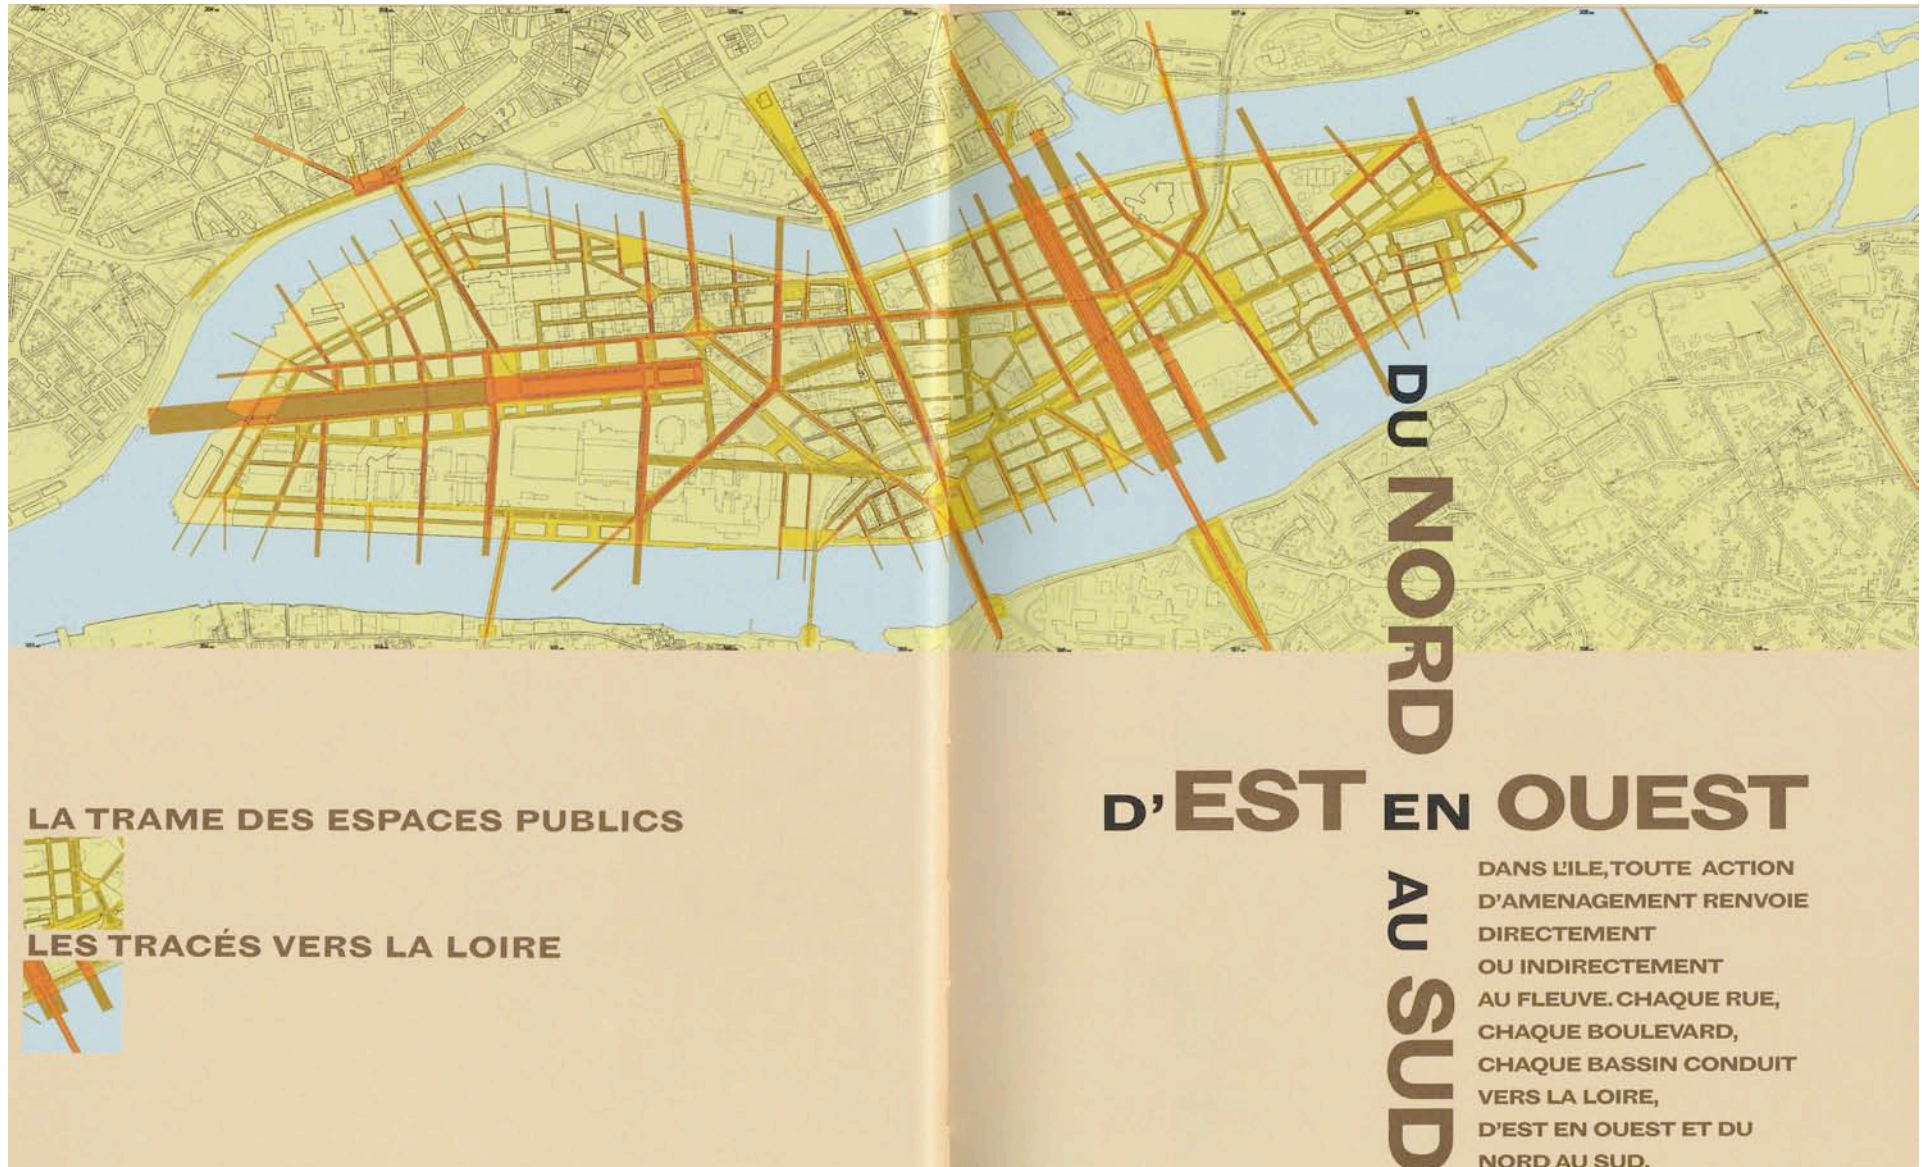 LA TRAME DES ESPACES PUBLICS
LES TRACÉS VERS LA LOIRE
DU NORD AU SUD
D'EST EN OUEST
DANS L'ILE, TOUTE ACTION
D'AMENAGEMENT RENVOIE
DIRECTEMENT
OU INDIRECTEMENT
AU FLEUVE. CHAQUE RUE,
CHAQUE BOULEVARD,
CHAQUE BASSIN CONDUIT
VERS LA LOIRE,
D'EST EN OUEST ET DU
NORD AU SUD.